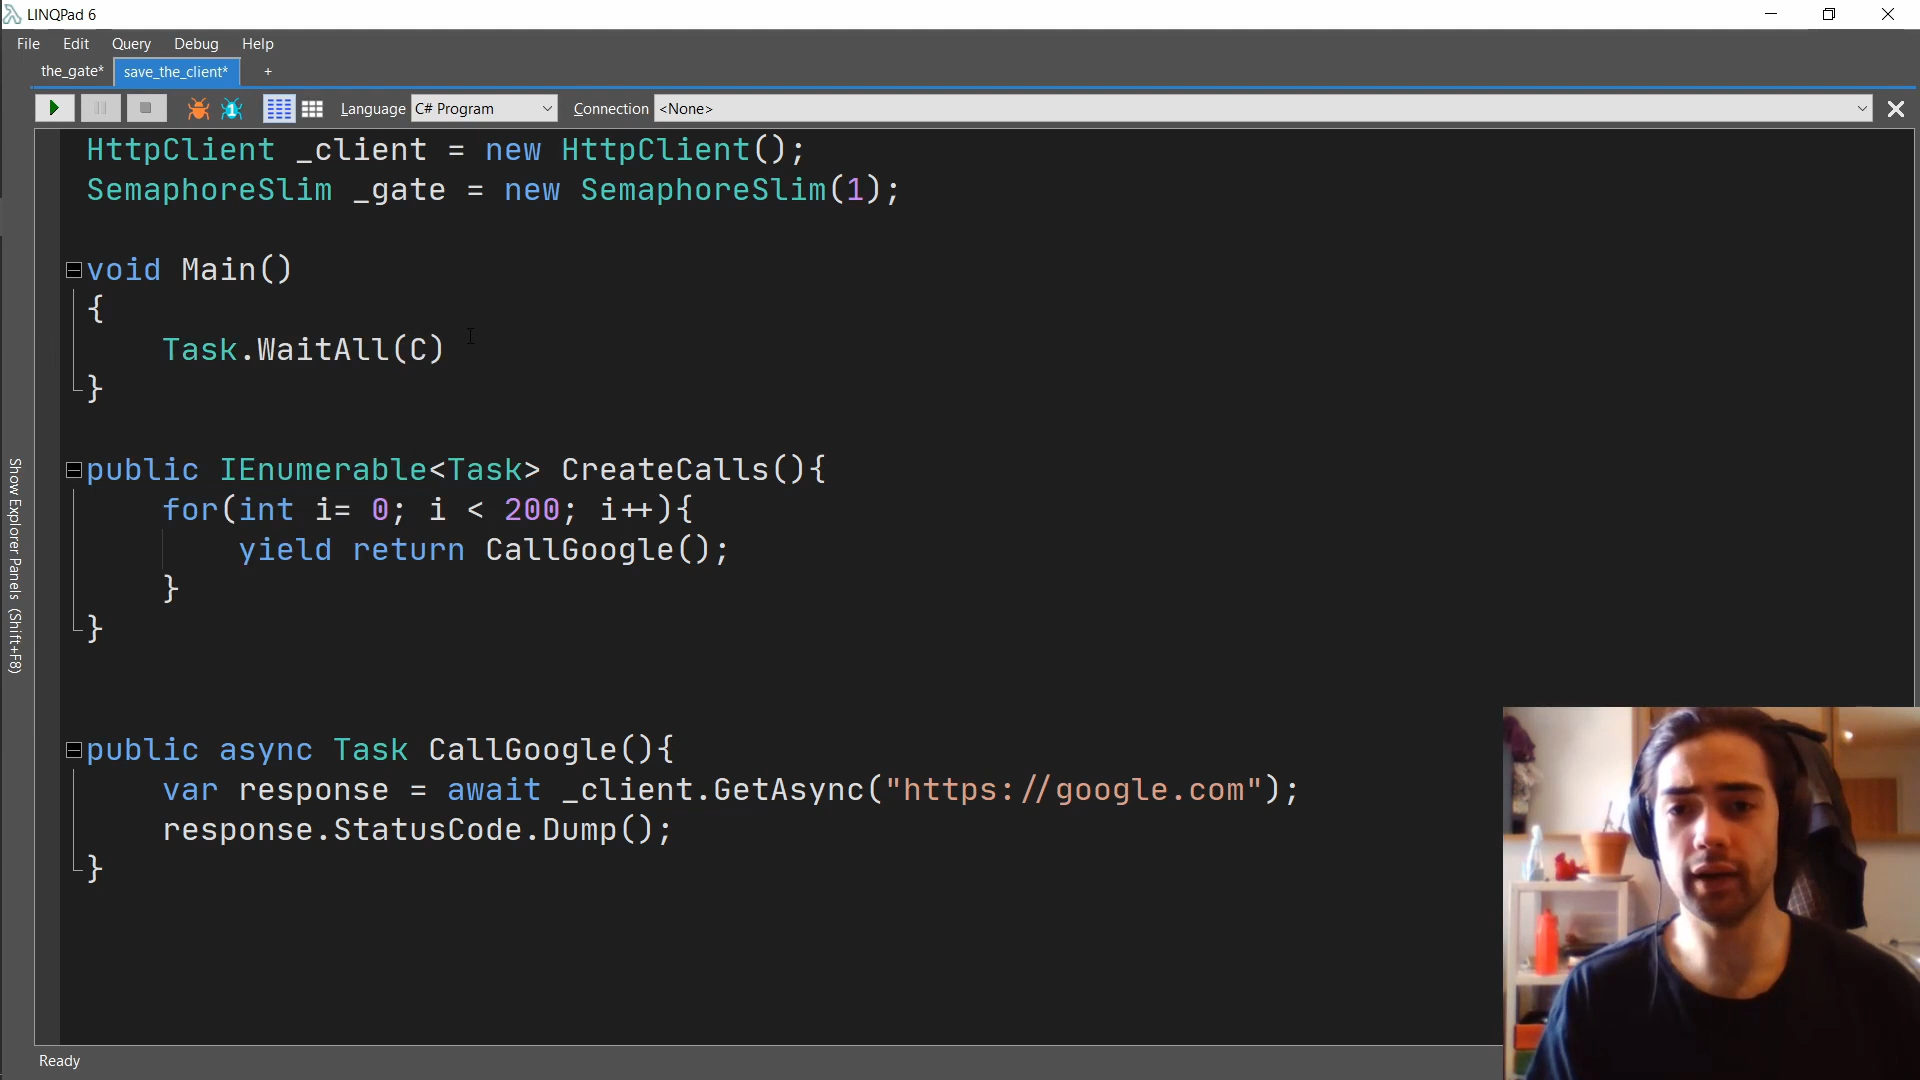 LINQPad 6
File Edit Query Debug Help
the_gate* save_the_client* +
Language C# Program Connection <None>
HttpClient _client = new HttpClient();
SemaphoreSlim _gate = new SemaphoreSlim(1);
void Main()
{
Task.WaitAll(C)
}
public IEnumerable<Task> CreateCalls(){
for(int i= 0; i < 200; i++){
yield return CallGoogle();
}
}
public async Task CallGoogle(){
var response = await _client.GetAsync("https://google.com");
response.StatusCode.Dump();
}
Show Explorer Panels (Shift+F8)
Ready